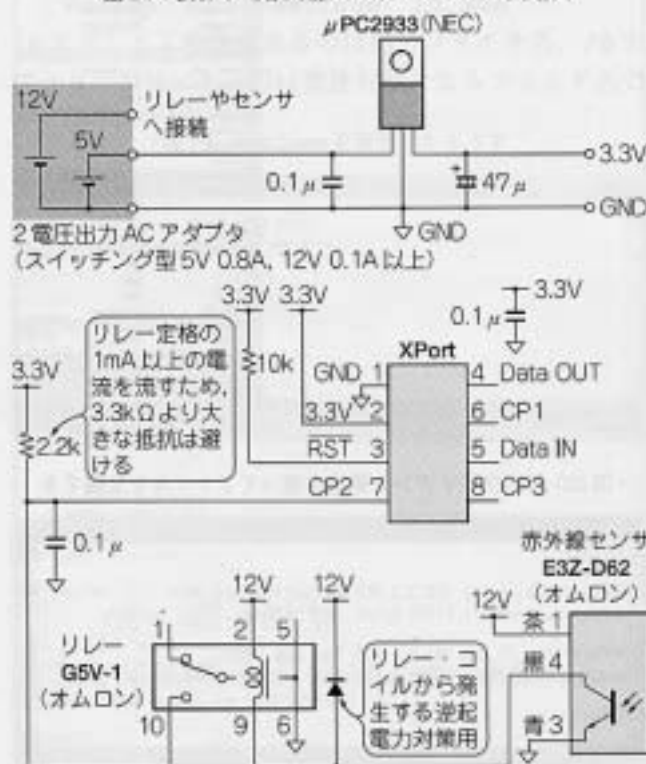 μPC2933(NEC)
12V
5V
リレーやセンサ
へ接続
0.1μ
47μ
3.3V
GND
GND
2電圧出力ACアダプタ
(スイッチング型5V 0.8A, 12V 0.1A以上)
3.3V
3.3V
3.3V
0.1μ
3.3V
2.2k
リレー定格の
1mA以上の電
流を流すため,
3.3kΩより大
きな抵抗は避
ける
10k
XPort
GND 1
3.3V 2
RST 3
CP2 7
4 Data OUT
6 CP1
5 Data IN
8 CP3
0.1μ
12V
12V
リレー
G5V-1
(オムロン)
1
2
5
10
9
6
リレー・コ
イルから発
生する逆起
電力対策用
赤外線センサ
E3Z-D62
(オムロン)
12V
茶 1
黒 4
青 3